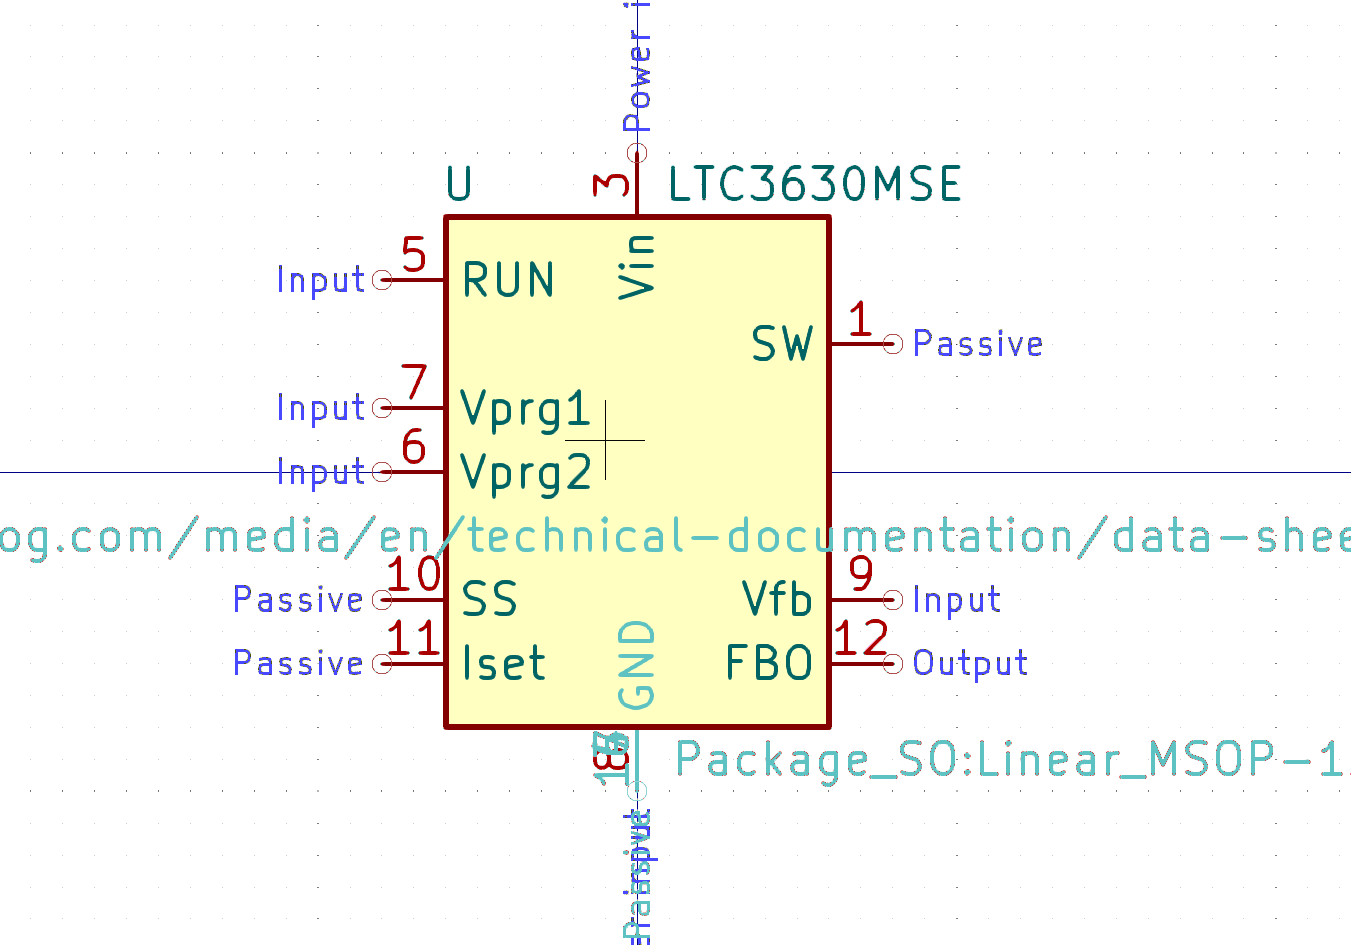 Power i
3
U
LTC3630MSE
Vin
5
Input
RUN
1
SW
Passive
7
Input
Vprg1
6
Input
Vprg2
og.com/media/en/technical-documentation/data-shee
10
Passive
SS
9
Vfb
Input
11
Passive
Iset
12
FBO
Output
GND
8
Package_SO:Linear_MSOP-1
Passive